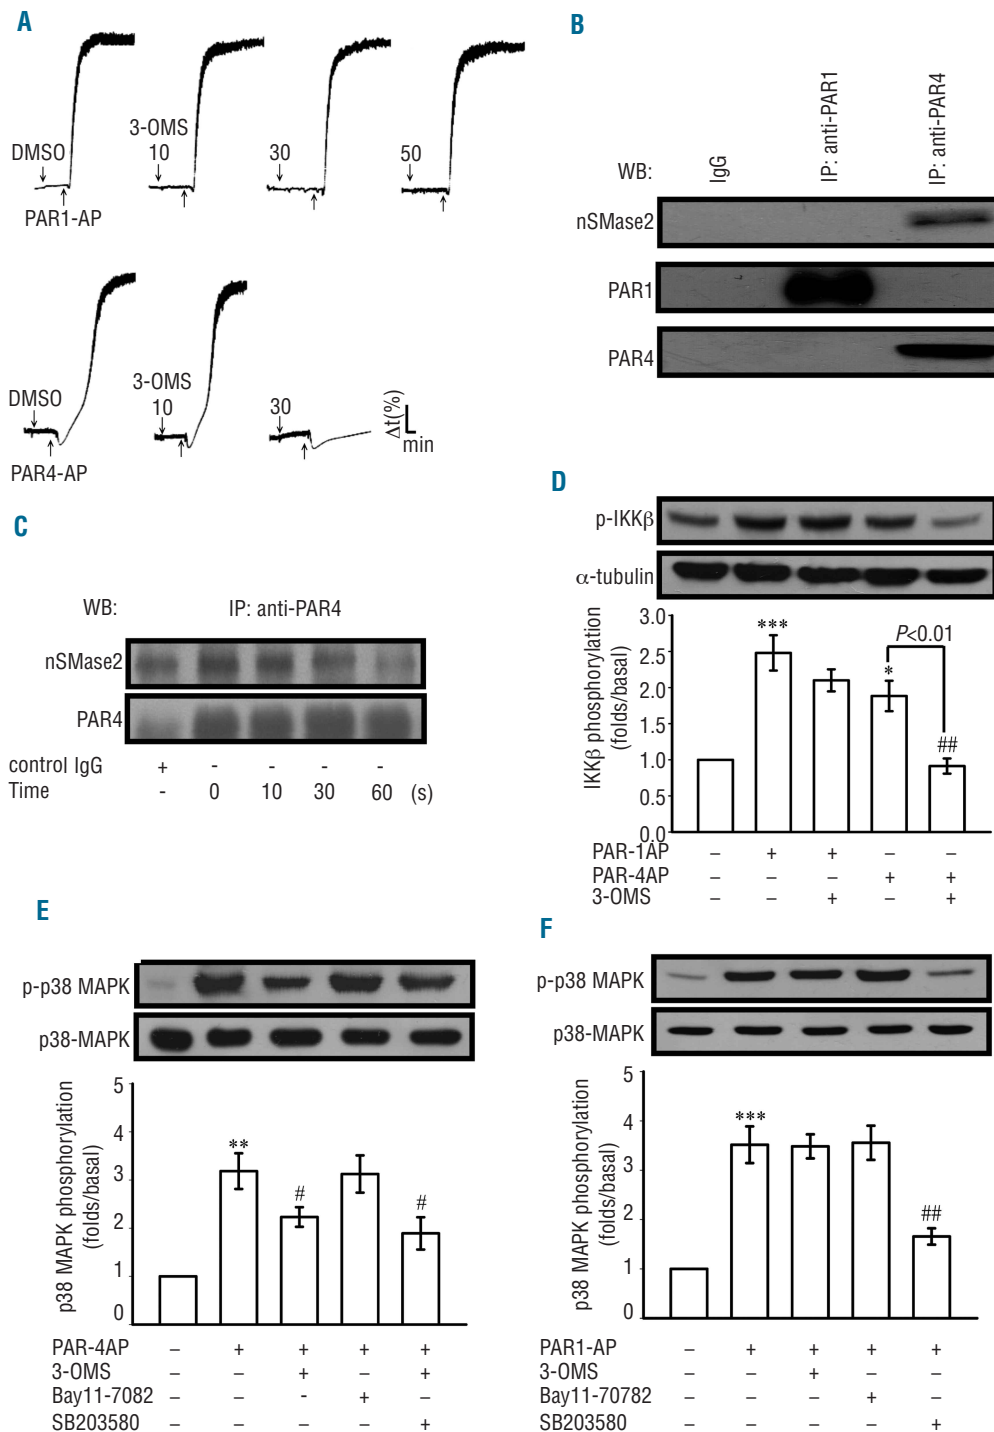 A
3-OMS
DMSO 10 30 50
PAR1-AP
3-OMS
DMSO 10 30
PAR4-AP
Δt(%)
min
B
WB: IgG IP: anti-PAR1 IP: anti-PAR4
nSMase2
PAR1
PAR4
C
WB: IP: anti-PAR4
nSMase2
PAR4
control IgG + - - - -
Time - 0 10 30 60 (s)
D
p-IKKβ
α-tubulin
IKKβ phosphorylation
(folds/basal)
3.0
2.5
2.0
1.0
0.5
0.0
***
*
P<0.01
##
PAR-1AP – + + – –
PAR-4AP – – – + +
3-OMS – – + – +
E
p-p38 MAPK
p38-MAPK
p38 MAPK phosphorylation
(folds/basal)
5
4
3
2
1
0
**
#
#
PAR-4AP – + + + +
3-OMS – – + – +
Bay11-7082 – – - + –
SB203580 – – – – +
F
p-p38 MAPK
p38-MAPK
p38 MAPK phosphorylation
(folds/basal)
5
4
3
2
1
0
***
##
PAR1-AP – + + + +
3-OMS – – + – –
Bay11-70782 – – – + –
SB203580 – – – – +